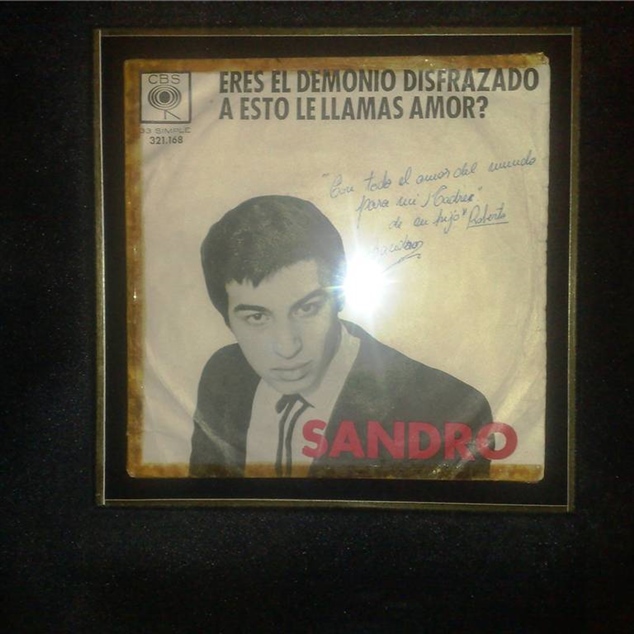 CBS
33 SIMPLE
321.168
ERES EL DEMONIO DISFRAZADO
A ESTO LE LLAMAS AMOR?
"Con todo el amor del mundo
para mi Madre"
de su hijo Roberto
SANDRO